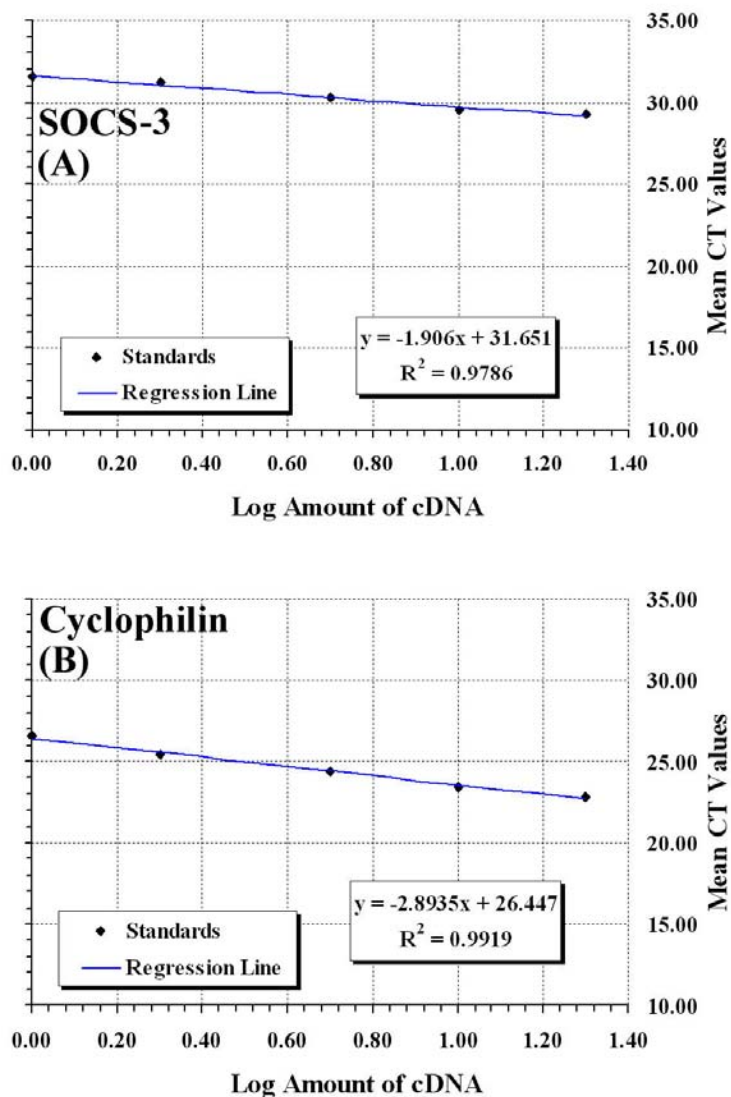 35.00
30.00
25.00
20.00
15.00
10.00
Mean CT Values
SOCS-3
(A)
Standards
Regression Line
y = -1.906x + 31.651
R² = 0.9786
0.00 0.20 0.40 0.60 0.80 1.00 1.20 1.40
Log Amount of cDNA
35.00
30.00
25.00
20.00
15.00
10.00
Mean CT Values
Cyclophilin
(B)
Standards
Regression Line
y = -2.8935x + 26.447
R² = 0.9919
0.00 0.20 0.40 0.60 0.80 1.00 1.20 1.40
Log Amount of cDNA